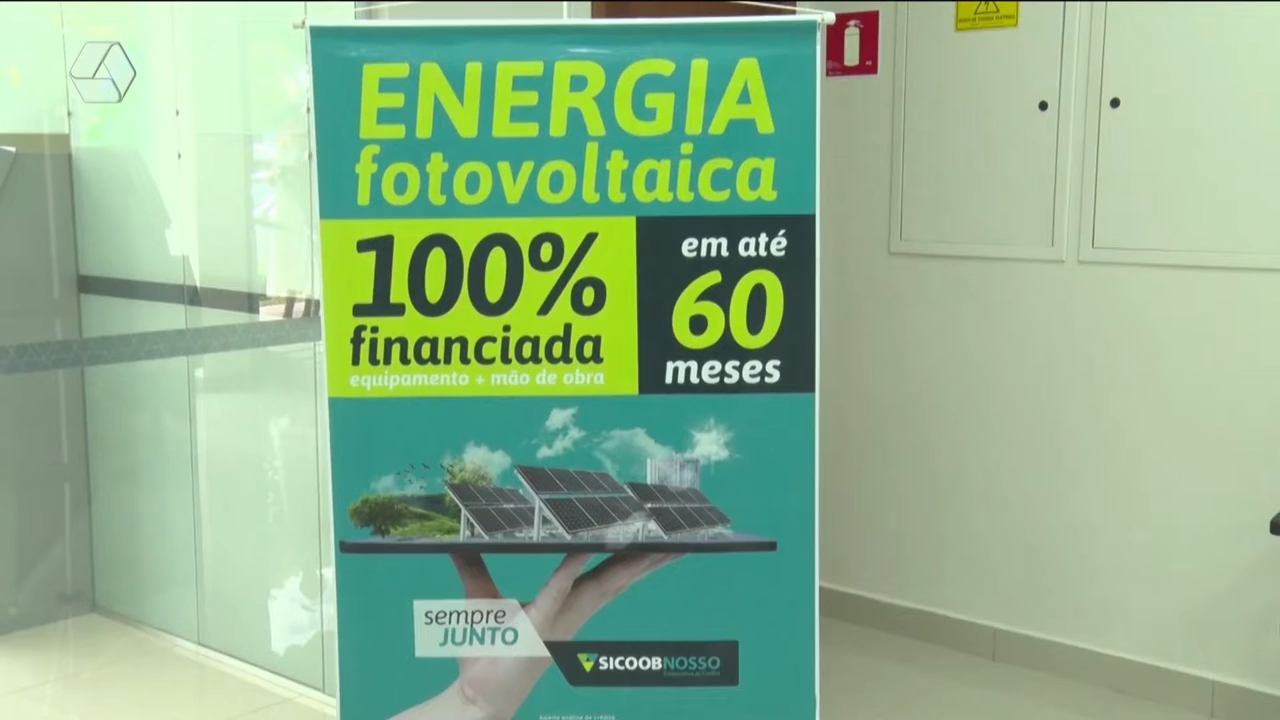 ENERGIA
fotovoltaica
100%
financiada
equipamento + mão de obra
em até
60
meses
sempre
JUNTO
SICOOBNOSSO